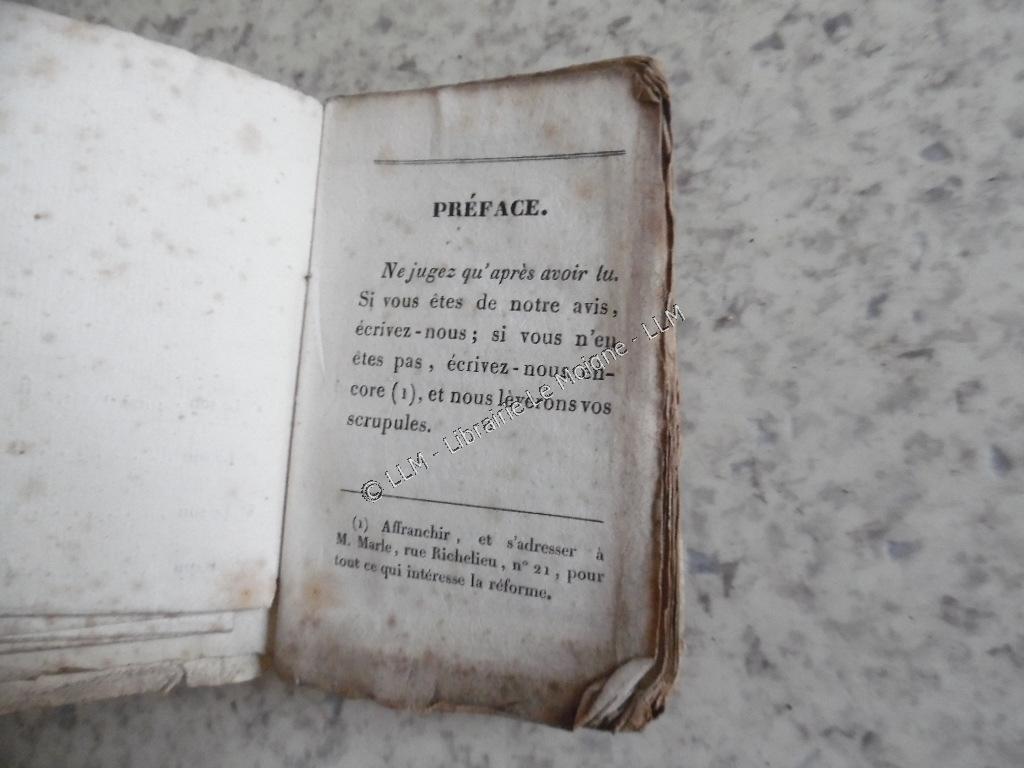 PRÉFACE.
Ne jugez qu'après avoir lu.
Si vous êtes de notre avis,
écrivez-nous; si vous n'en
êtes pas, écrivez-nous en-
core (1), et nous lèverons vos
scrupules.
(1) Affranchir, et s'adresser à
M. Marle, rue Richelieu, n° 21, pour
tout ce qui intéresse la réforme.
© LLM - Librairie Le Moigne - LLM